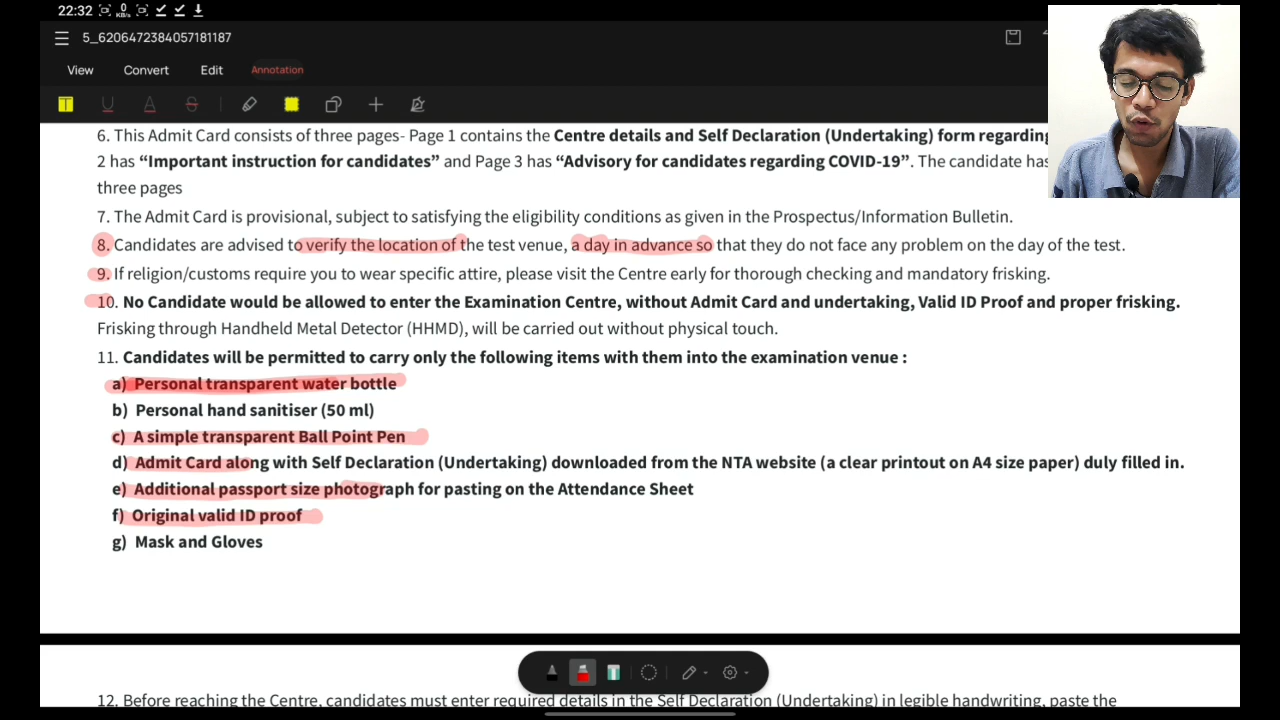 22:32 0 KB/s
5_6206472384057181187
View Convert Edit Annotation
T U A S
6. This Admit Card consists of three pages- Page 1 contains the Centre details and Self Declaration (Undertaking) form regarding
2 has “Important instruction for candidates” and Page 3 has “Advisory for candidates regarding COVID-19”. The candidate has
three pages
7. The Admit Card is provisional, subject to satisfying the eligibility conditions as given in the Prospectus/Information Bulletin.
8. Candidates are advised to verify the location of the test venue, a day in advance so that they do not face any problem on the day of the test.
9. If religion/customs require you to wear specific attire, please visit the Centre early for thorough checking and mandatory frisking.
10. No Candidate would be allowed to enter the Examination Centre, without Admit Card and undertaking, Valid ID Proof and proper frisking.
Frisking through Handheld Metal Detector (HHMD), will be carried out without physical touch.
11. Candidates will be permitted to carry only the following items with them into the examination venue :
a) Personal transparent water bottle
b) Personal hand sanitiser (50 ml)
c) A simple transparent Ball Point Pen
d) Admit Card along with Self Declaration (Undertaking) downloaded from the NTA website (a clear printout on A4 size paper) duly filled in.
e) Additional passport size photograph for pasting on the Attendance Sheet
f) Original valid ID proof
g) Mask and Gloves
12. Before reaching the Centre, candidates must enter required details in the Self Declaration (Undertaking) in legible handwriting, paste the